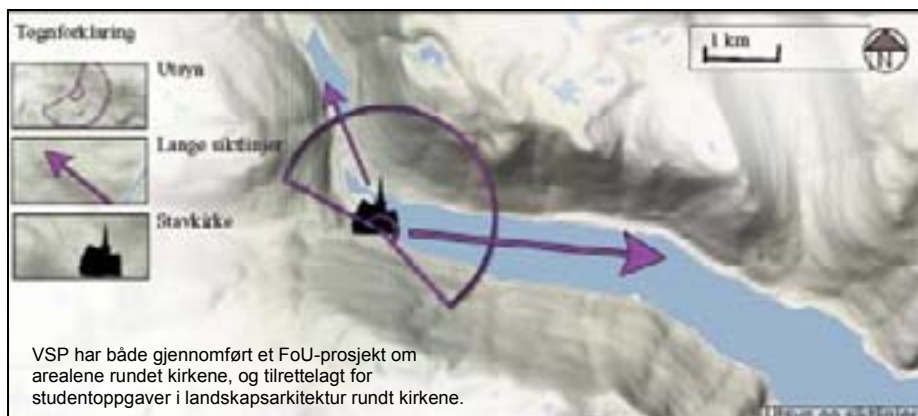 Tegnforklaring
Utsyn
Lange siktlinjer
Stavkirke
1 km
N
VSP har både gjennomført et FoU-prosjekt om
arealene rundet kirkene, og tilrettelagt for
studentoppgaver i landskapsarkitektur rundt kirkene.